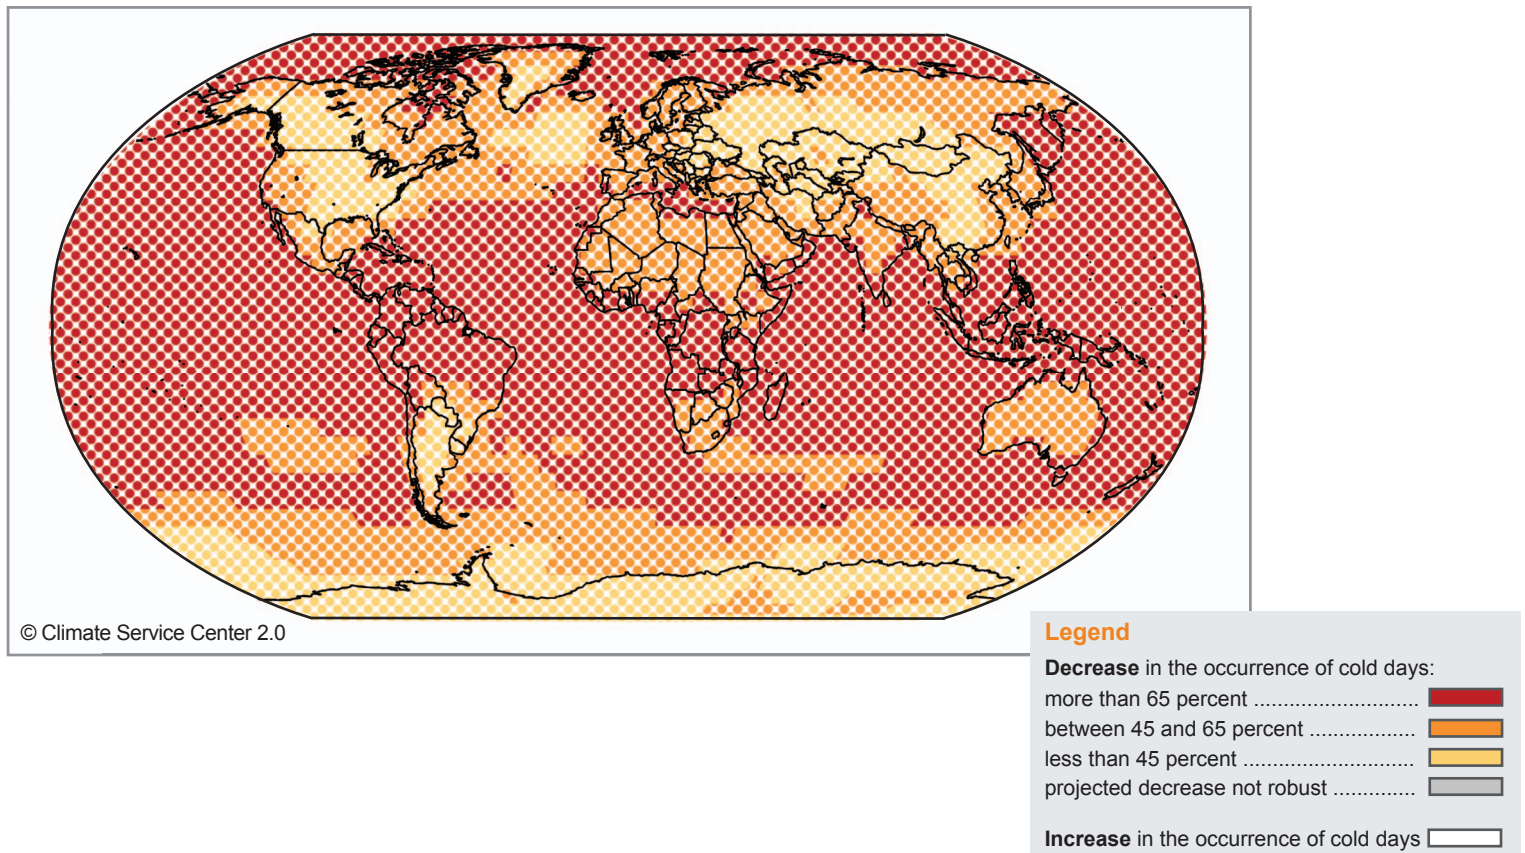 © Climate Service Center 2.0
Legend
Decrease in the occurrence of cold days:
more than 65 percent ............................
between 45 and 65 percent ..................
less than 45 percent .............................
projected decrease not robust ..............
Increase in the occurrence of cold days